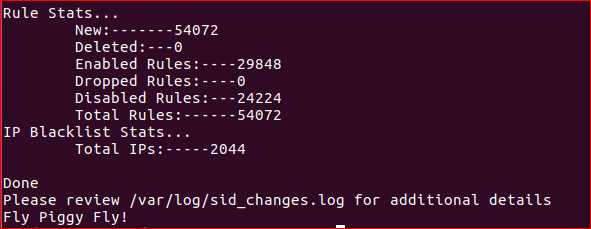 Rule Stats...
New:-------54072
Deleted:---0
Enabled Rules:----29848
Dropped Rules:----0
Disabled Rules:---24224
Total Rules:------54072
IP Blacklist Stats...
Total IPs:-----2044
Done
Please review /var/log/sid_changes.log for additional details
Fly Piggy Fly!